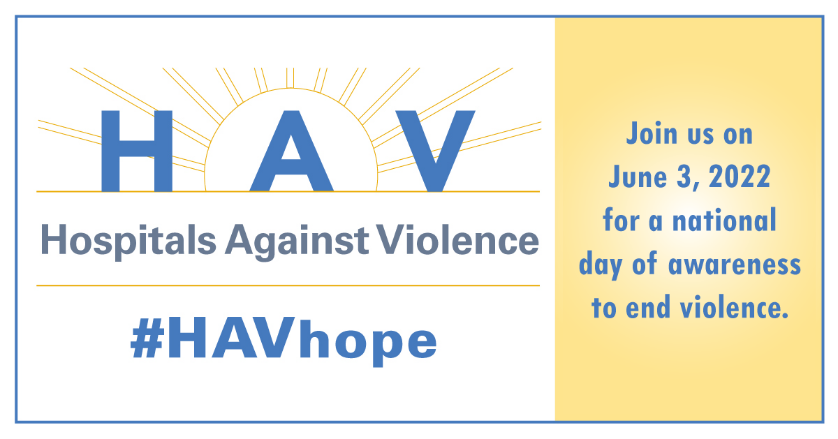 HAV
Hospitals Against Violence
#HAVhope
Join us on
June 3, 2022
for a national
day of awareness
to end violence.